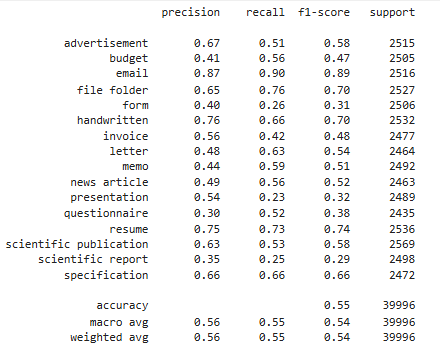 precision recall f1-score support
advertisement 0.67 0.51 0.58 2515
budget 0.41 0.56 0.47 2505
email 0.87 0.90 0.89 2516
file folder 0.65 0.76 0.70 2527
form 0.40 0.26 0.31 2506
handwritten 0.76 0.66 0.70 2532
invoice 0.56 0.42 0.48 2477
letter 0.48 0.63 0.54 2464
memo 0.44 0.59 0.51 2492
news article 0.49 0.56 0.52 2463
presentation 0.54 0.23 0.32 2489
questionnaire 0.30 0.52 0.38 2435
resume 0.75 0.73 0.74 2536
scientific publication 0.63 0.53 0.58 2569
scientific report 0.35 0.25 0.29 2498
specification 0.66 0.66 0.66 2472
accuracy 0.55 39996
macro avg 0.56 0.55 0.54 39996
weighted avg 0.56 0.55 0.54 39996